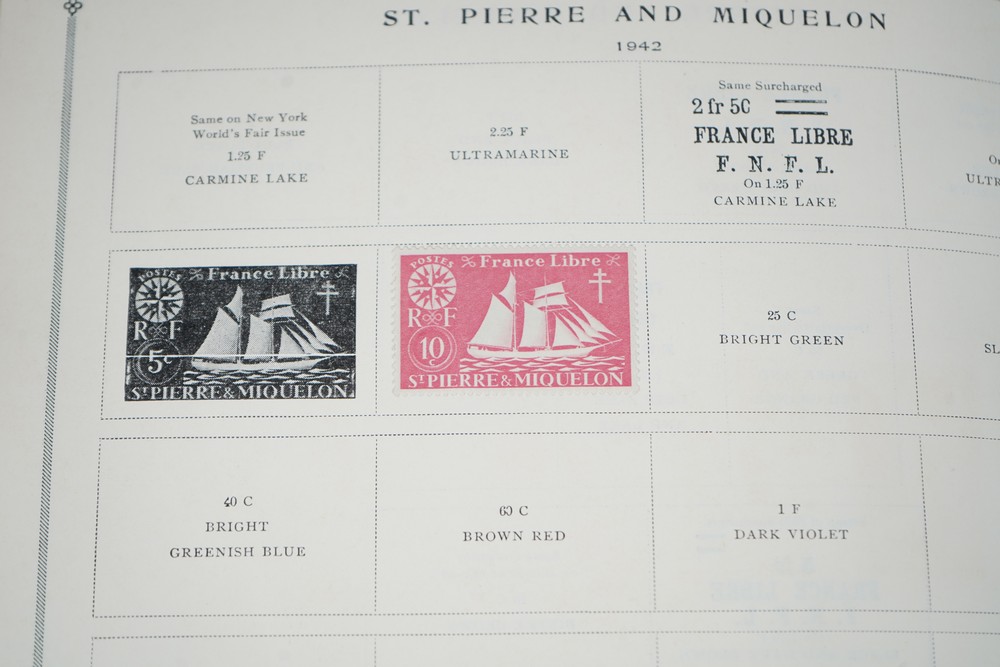 ST. PIERRE AND MIQUELON
1942
Same on New York
World's Fair Issue
1.25 F
CARMINE LAKE
2.25 F
ULTRAMARINE
Same Surcharged
2 fr 50
FRANCE LIBRE
F. N. F. L.
On 1.25 F
CARMINE LAKE
POSTES
France Libre
RF
5c
ST PIERRE & MIQUELON
POSTES
France Libre
RF
10
ST PIERRE & MIQUELON
25 C
BRIGHT GREEN
40 C
BRIGHT
GREENISH BLUE
60 C
BROWN RED
1 F
DARK VIOLET